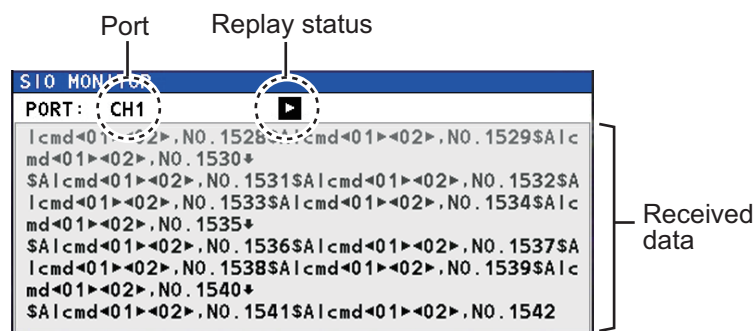 Port
Replay status
SIO MONITOR
PORT: CH1
lcmd◂01▸◂02▸,NO.1528$Alcmd◂01▸◂02▸,NO.1529$Alc
md◂01▸◂02▸,NO.1530↓
$Alcmd◂01▸◂02▸,NO.1531$Alcmd◂01▸◂02▸,NO.1532$A
lcmd◂01▸◂02▸,NO.1533$Alcmd◂01▸◂02▸,NO.1534$Alc
md◂01▸◂02▸,NO.1535↓
$Alcmd◂01▸◂02▸,NO.1536$Alcmd◂01▸◂02▸,NO.1537$A
lcmd◂01▸◂02▸,NO.1538$Alcmd◂01▸◂02▸,NO.1539$Alc
md◂01▸◂02▸,NO.1540↓
$Alcmd◂01▸◂02▸,NO.1541$Alcmd◂01▸◂02▸,NO.1542
Received
data